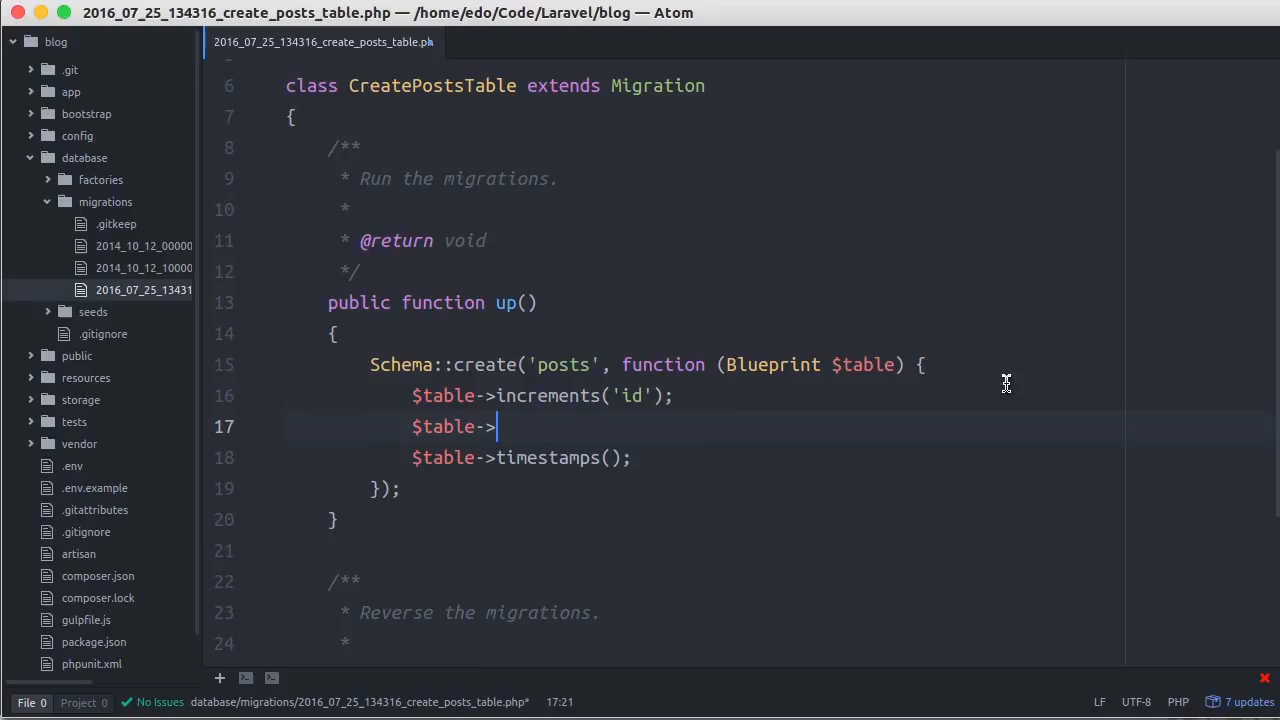 2016_07_25_134316_create_posts_table.php — /home/edo/Code/Laravel/blog — Atom
blog
.git
app
bootstrap
config
database
factories
migrations
.gitkeep
2014_10_12_00000
2014_10_12_10000
2016_07_25_134316
seeds
.gitignore
public
resources
storage
tests
vendor
.env
.env.example
.gitattributes
.gitignore
artisan
composer.json
composer.lock
gulpfile.js
package.json
phpunit.xml
2016_07_25_134316_create_posts_table.ph
6 class CreatePostsTable extends Migration
7 {
8 /**
9 * Run the migrations.
10 *
11 * @return void
12 */
13 public function up()
14 {
15 Schema::create('posts', function (Blueprint $table) {
16 $table->increments('id');
17 $table->
18 $table->timestamps();
19 });
20 }
21
22 /**
23 * Reverse the migrations.
24 *
File 0 Project 0 No Issues database/migrations/2016_07_25_134316_create_posts_table.php* 17:21 LF UTF-8 PHP 7 updates